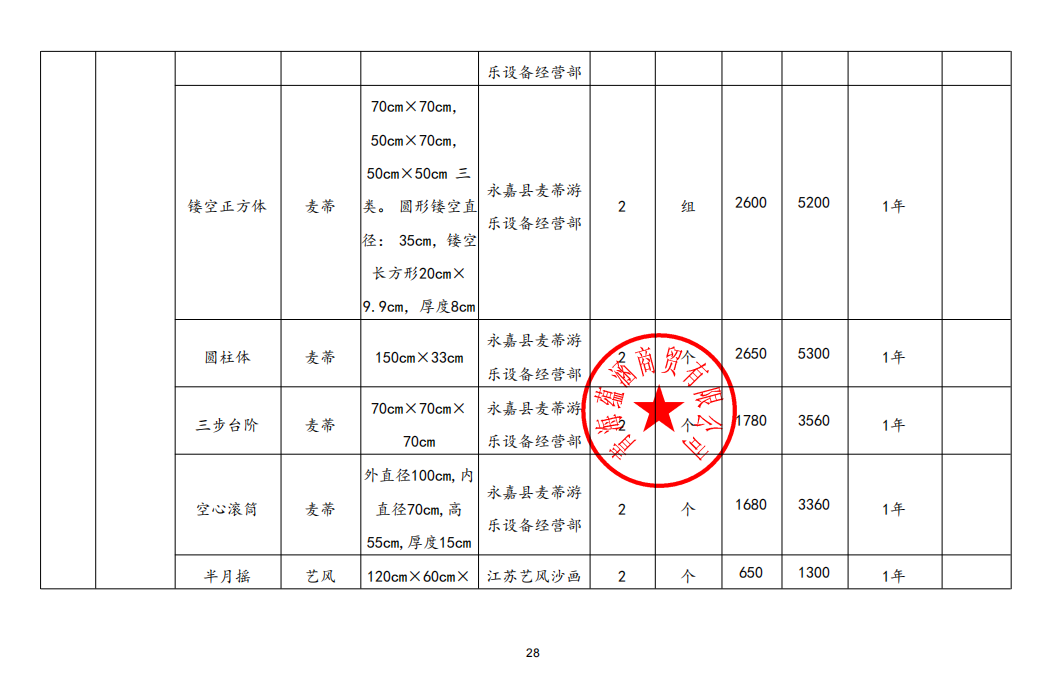 乐设备经营部
70cm×70cm,
50cm×70cm,
50cm×50cm 三
类。 圆形镂空直
径: 35cm, 镂空
长方形20cm×
9.9cm, 厚度8cm
镂空正方体
麦蒂
永嘉县麦蒂游
乐设备经营部
2
组
2600
5200
1年
圆柱体
麦蒂
150cm×33cm
永嘉县麦蒂游
乐设备经营部
2
个
2650
5300
1年
三步台阶
麦蒂
70cm×70cm×
70cm
永嘉县麦蒂游
乐设备经营部
2
个
1780
3560
1年
空心滚筒
麦蒂
外直径100cm,内
直径70cm,高
55cm,厚度15cm
永嘉县麦蒂游
乐设备经营部
2
个
1680
3360
1年
半月摇
艺风
120cm×60cm×
江苏艺风沙画
2
个
650
1300
1年
青海蕴涵商贸有限公司
28